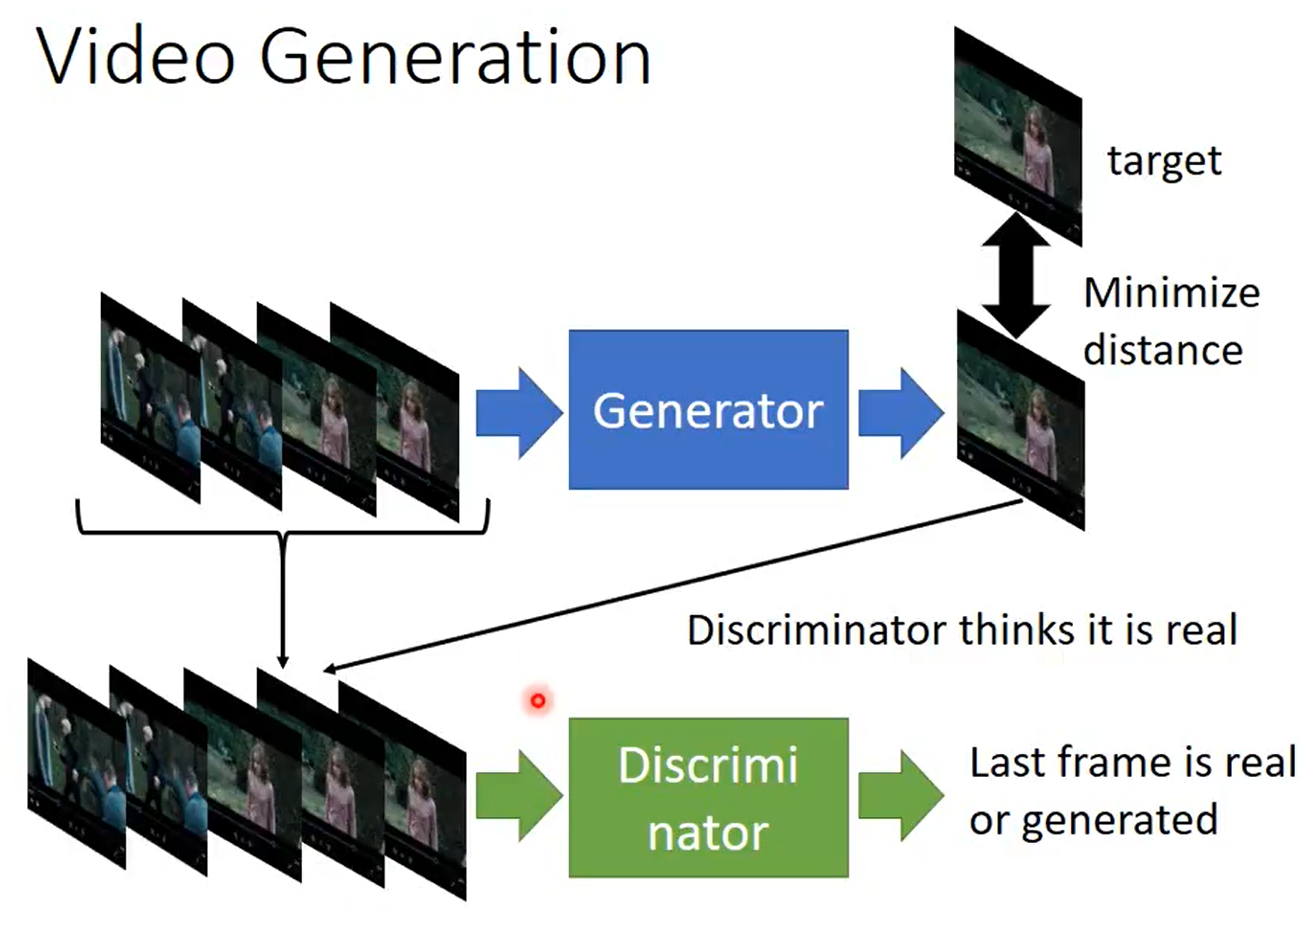 Video Generation
target
Minimize
distance
Generator
Discriminator thinks it is real
Discrimi
nator
Last frame is real
or generated